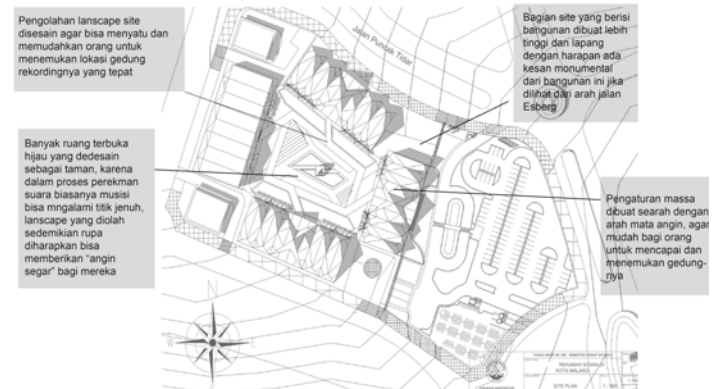 Pengolahan lanscape site
disesain agar bisa menyatu dan
memudahkan orang untuk
menemukan lokasi gedung
rekordingnya yang tepat
Jalan Puncak Tidar
Bagian site yang berisi
bangunan dibuat lebih
tinggi dan lapang
dengan harapan ada
kesan monumental
dari bangunan ini jika
dilihat dari arah jalan
Esberg
Banyak ruang terbuka
hijau yang dedesain
sebagai taman, karena
dalam proses perekman
suara biasanya musisi
bisa mngalami titik jenuh,
lanscape yang diolah
sedemikian rupa
diharapkan bisa
memberikan “angin
segar” bagi mereka
Pengaturan massa
dibuat searah dengan
arah mata angin, agar
mudah bagi orang
untuk mencapai dan
menemukan gedung-
nya
N
KOTA MALANG
SITE PLAN